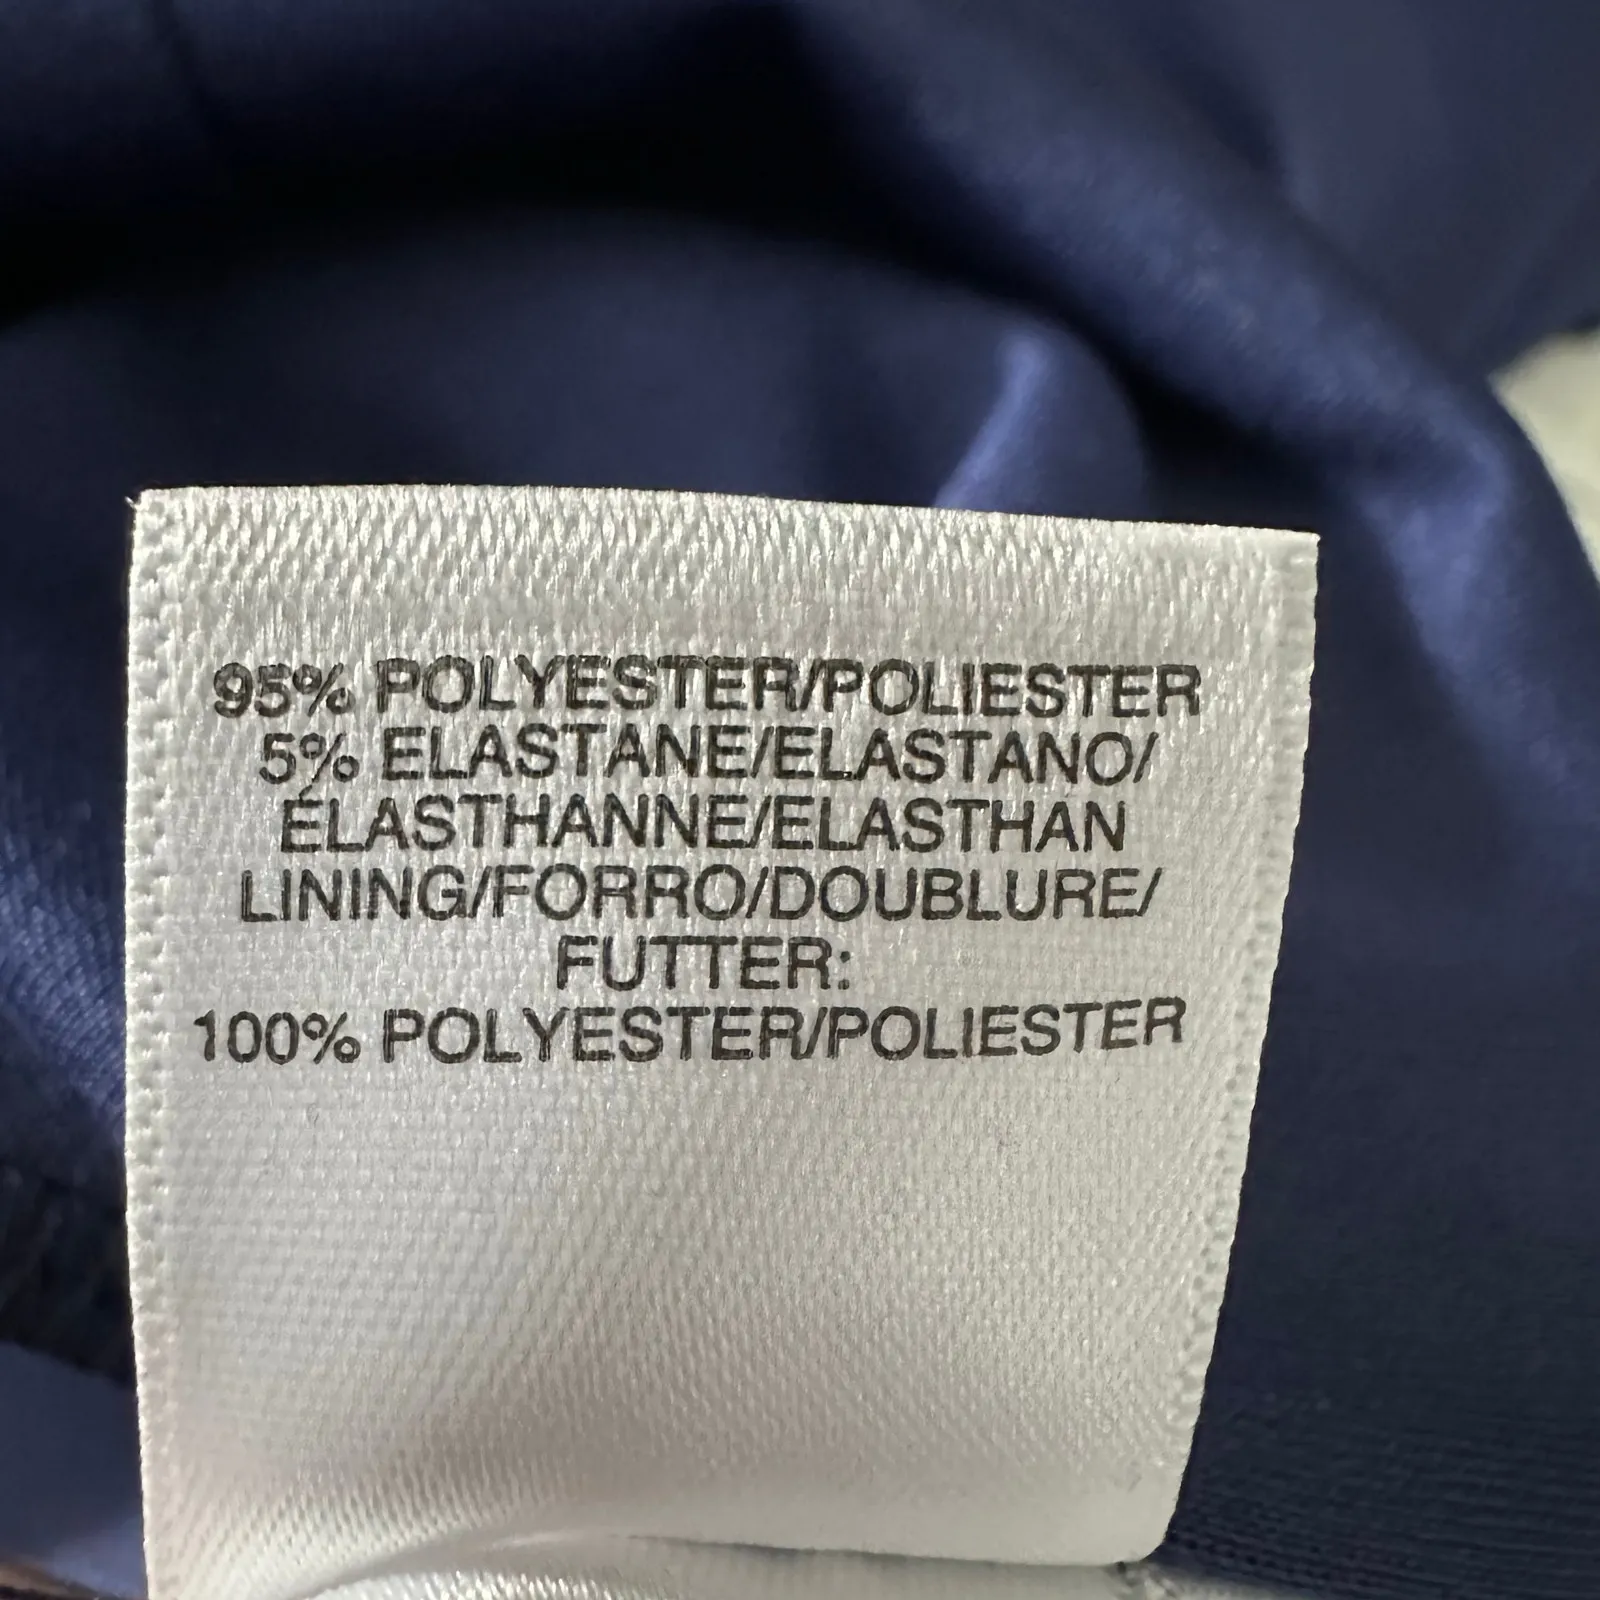 95% POLYESTER/POLIESTER
5% ELASTANE/ELASTANO/
ÉLASTHANNE/ELASTHAN
LINING/FORRO/DOUBLURE/
FUTTER:
100% POLYESTER/POLIESTER